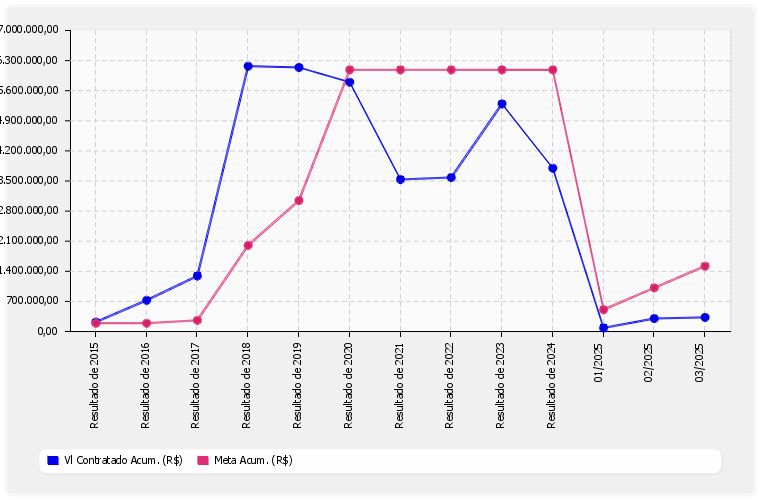 7.000.000,00
6.300.000,00
5.600.000,00
4.900.000,00
4.200.000,00
3.500.000,00
2.800.000,00
2.100.000,00
1.400.000,00
700.000,00
0,00
Resultado de 2015
Resultado de 2016
Resultado de 2017
Resultado de 2018
Resultado de 2019
Resultado de 2020
Resultado de 2021
Resultado de 2022
Resultado de 2023
Resultado de 2024
01/2025
02/2025
03/2025
Vl Contratado Acum. (R$) Meta Acum. (R$)